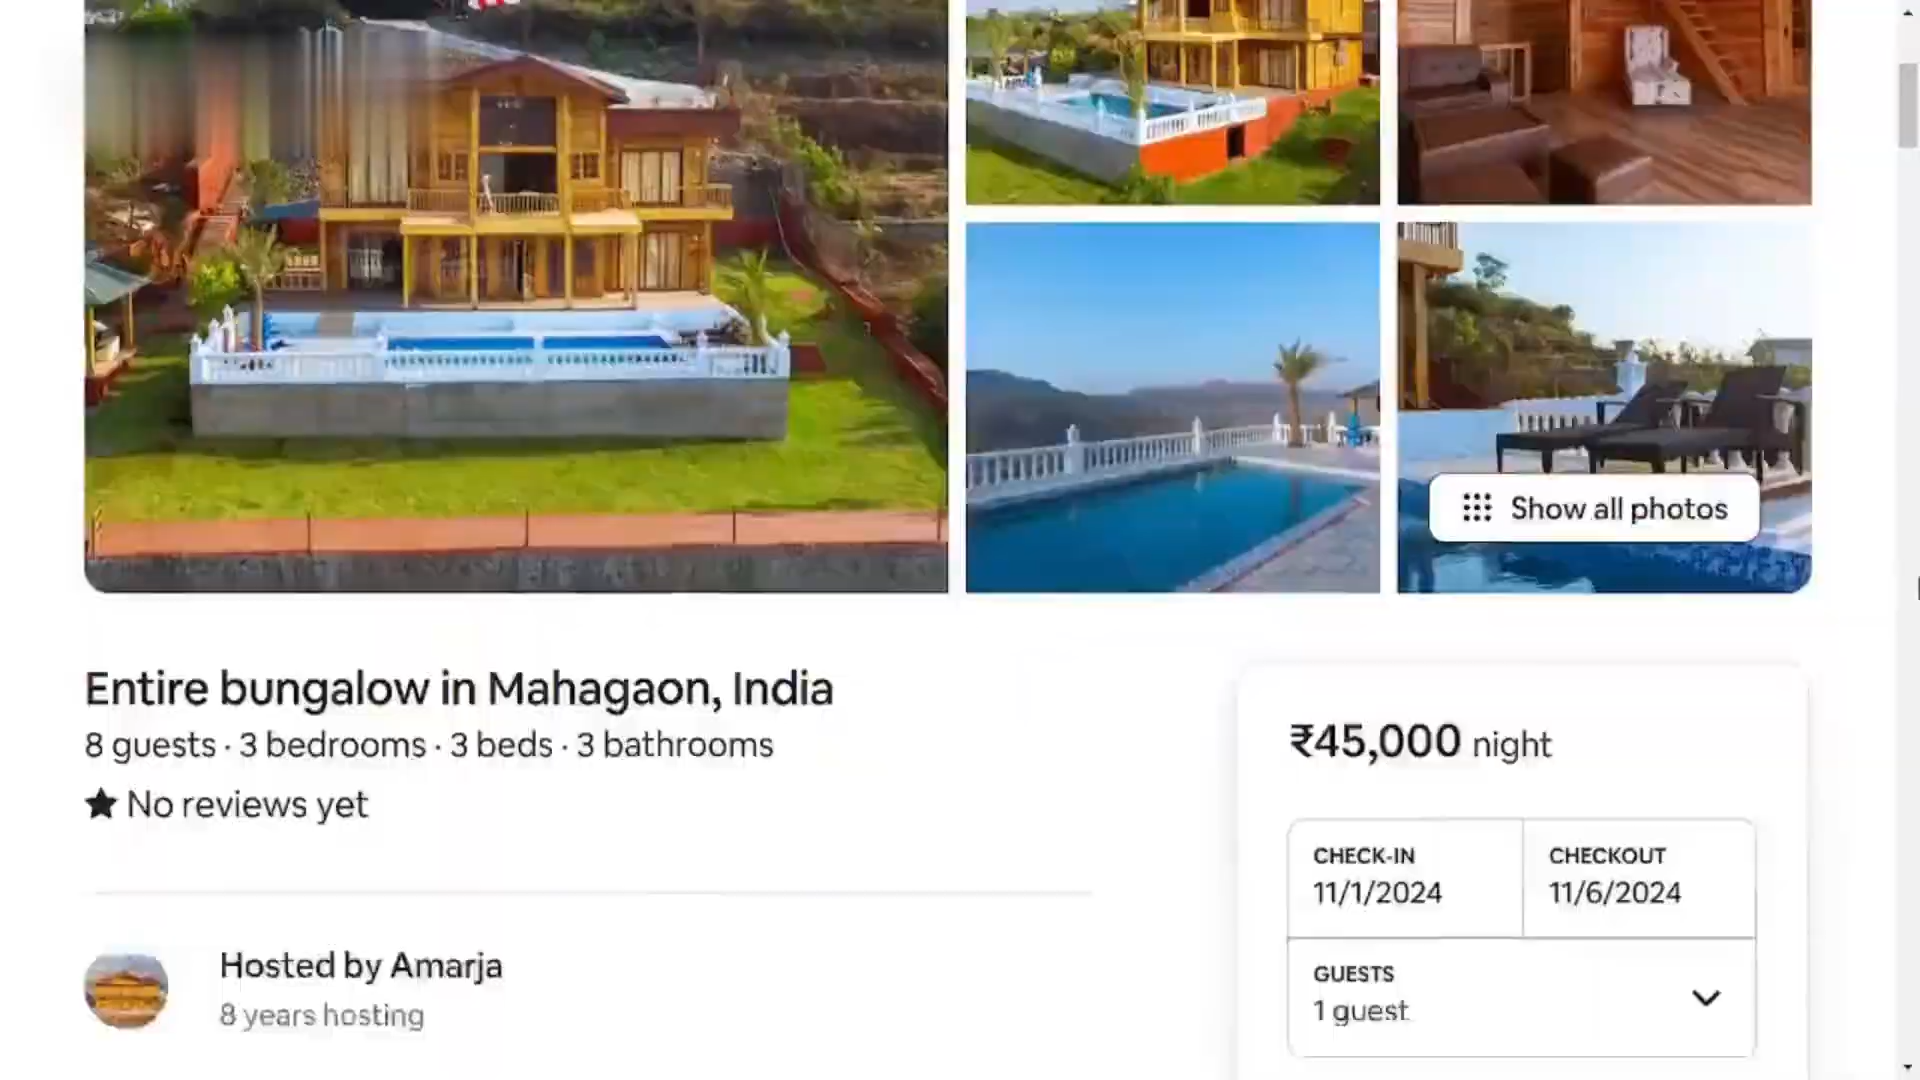 Show all photos
Entire bungalow in Mahagaon, India
8 guests · 3 bedrooms · 3 beds · 3 bathrooms
★ No reviews yet
Hosted by Amarja
8 years hosting
₹45,000 night
CHECK-IN
11/1/2024
CHECKOUT
11/6/2024
GUESTS
1 guest